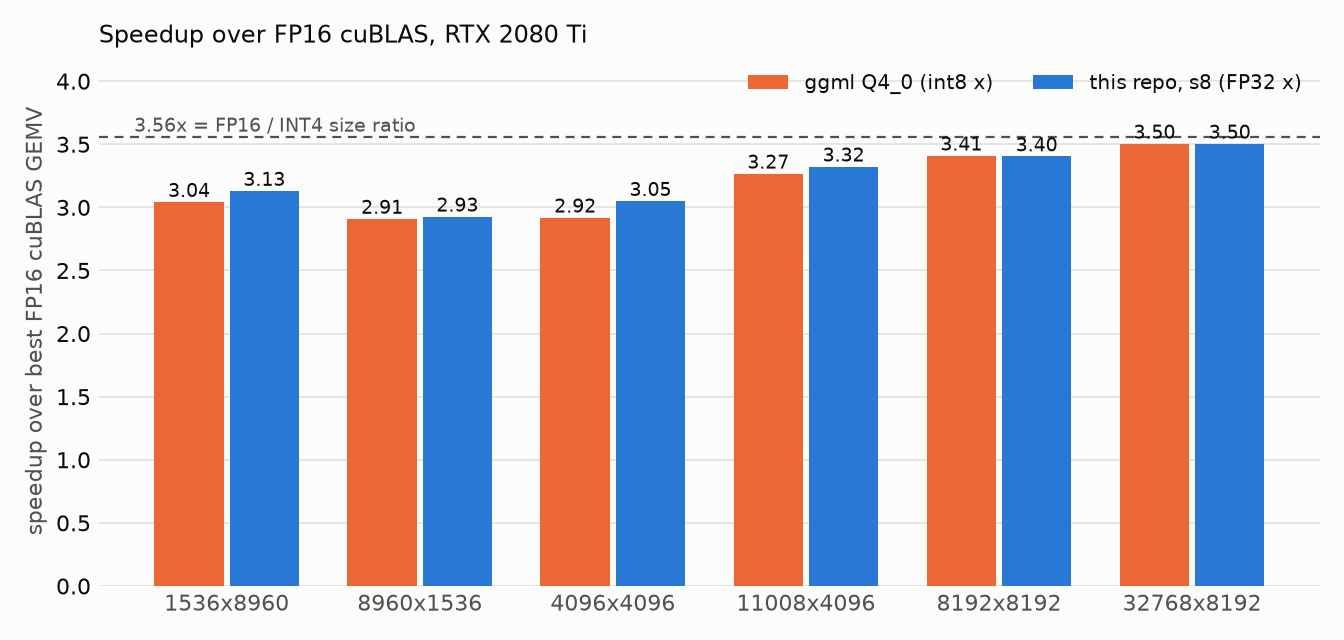 Speedup over FP16 cuBLAS, RTX 2080 Ti
ggml Q4_0 (int8 x)
this repo, s8 (FP32 x)
speedup over best FP16 cuBLAS GEMV
4.0
3.5
3.0
2.5
2.0
1.5
1.0
0.5
0.0
3.56x = FP16 / INT4 size ratio
3.04
3.13
2.91
2.93
2.92
3.05
3.27
3.32
3.41
3.40
3.50
3.50
1536x8960
8960x1536
4096x4096
11008x4096
8192x8192
32768x8192